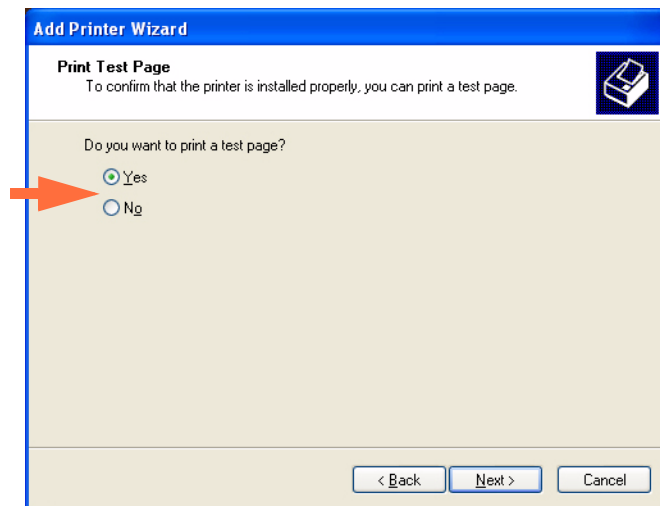 Add Printer Wizard
Print Test Page
To confirm that the printer is installed properly, you can print a test page.
Do you want to print a test page?
Yes
No
< Back Next > Cancel